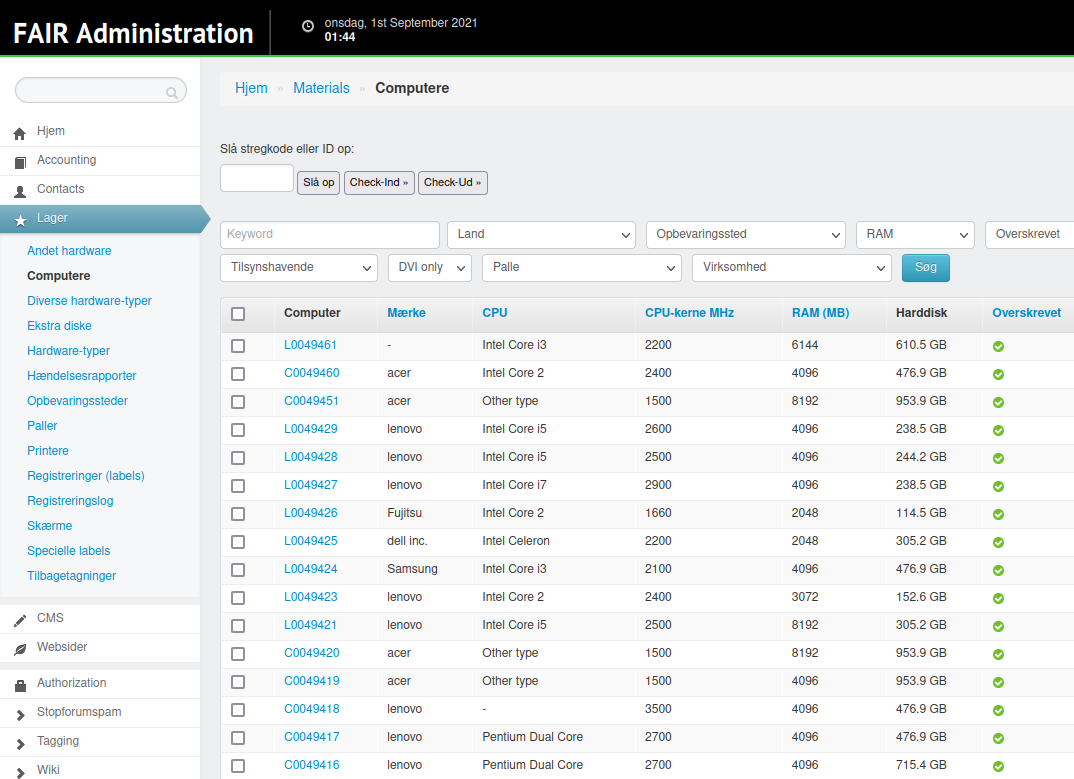 FAIR Administration
onsdag, 1st September 2021
01:44
Hjem » Materials » Computere
Hjem
Accounting
Contacts
Lager
Andet hardware
Computere
Diverse hardware-typer
Ekstra diske
Hardware-typer
Hændelsesrapporter
Opbevaringssteder
Paller
Printere
Registreringer (labels)
Registreringslog
Skærme
Specielle labels
Tilbagetagninger
CMS
Websider
Authorization
Stopforumspam
Tagging
Wiki
Slå stregkode eller ID op:
Slå op Check-Ind » Check-Ud »
Keyword Land Opbevaringssted RAM Overskrevet
Tilsynshavende DVI only Palle Virksomhed Søg
Computer Mærke CPU CPU-kerne MHz RAM (MB) Harddisk Overskrevet
L0049461 - Intel Core i3 2200 6144 610.5 GB
C0049460 acer Intel Core 2 2400 4096 476.9 GB
C0049451 acer Other type 1500 8192 953.9 GB
L0049429 lenovo Intel Core i5 2600 4096 238.5 GB
L0049428 lenovo Intel Core i5 2500 4096 244.2 GB
L0049427 lenovo Intel Core i7 2900 4096 238.5 GB
L0049426 Fujitsu Intel Core 2 1660 2048 114.5 GB
L0049425 dell inc. Intel Celeron 2200 2048 305.2 GB
L0049424 Samsung Intel Core i3 2100 4096 476.9 GB
L0049423 lenovo Intel Core 2 2400 3072 152.6 GB
L0049421 lenovo Intel Core i5 2500 8192 305.2 GB
C0049420 acer Other type 1500 8192 953.9 GB
C0049419 acer Other type 1500 4096 953.9 GB
C0049418 lenovo - 3500 4096 476.9 GB
C0049417 lenovo Pentium Dual Core 2700 4096 476.9 GB
C0049416 lenovo Pentium Dual Core 2700 4096 715.4 GB